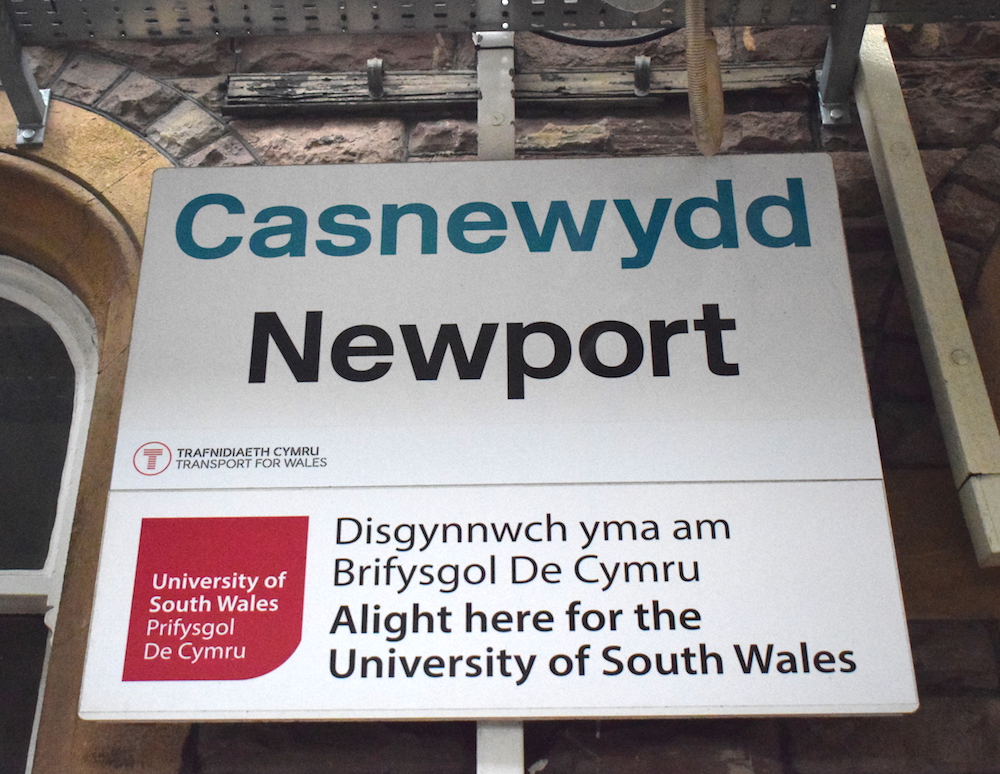 Casnewydd
Newport
T
TRAFNIDIAETH CYMRU
TRANSPORT FOR WALES
University of
South Wales
Prifysgol
De Cymru
Disgynnwch yma am
Brifysgol De Cymru
Alight here for the
University of South Wales